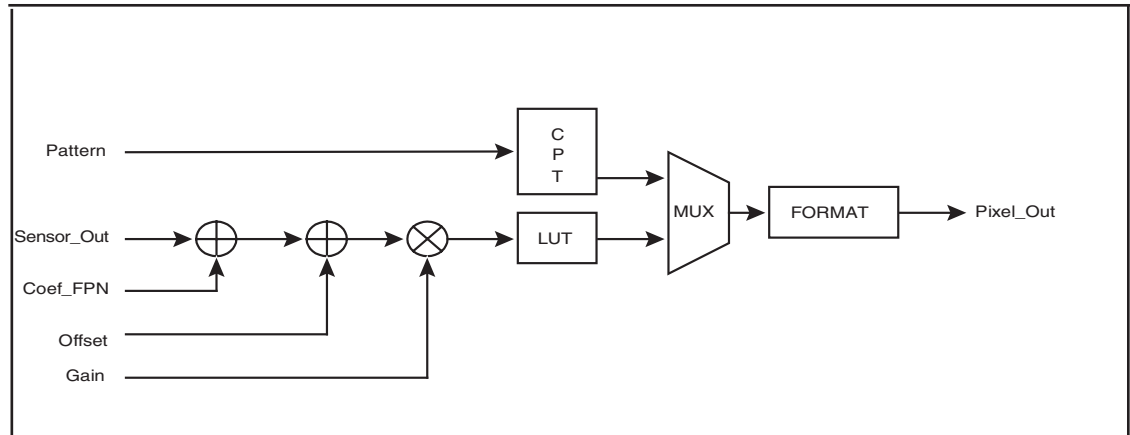 Pattern
C
P
T
Sensor_Out
LUT
MUX
FORMAT
Pixel_Out
Coef_FPN
Offset
Gain